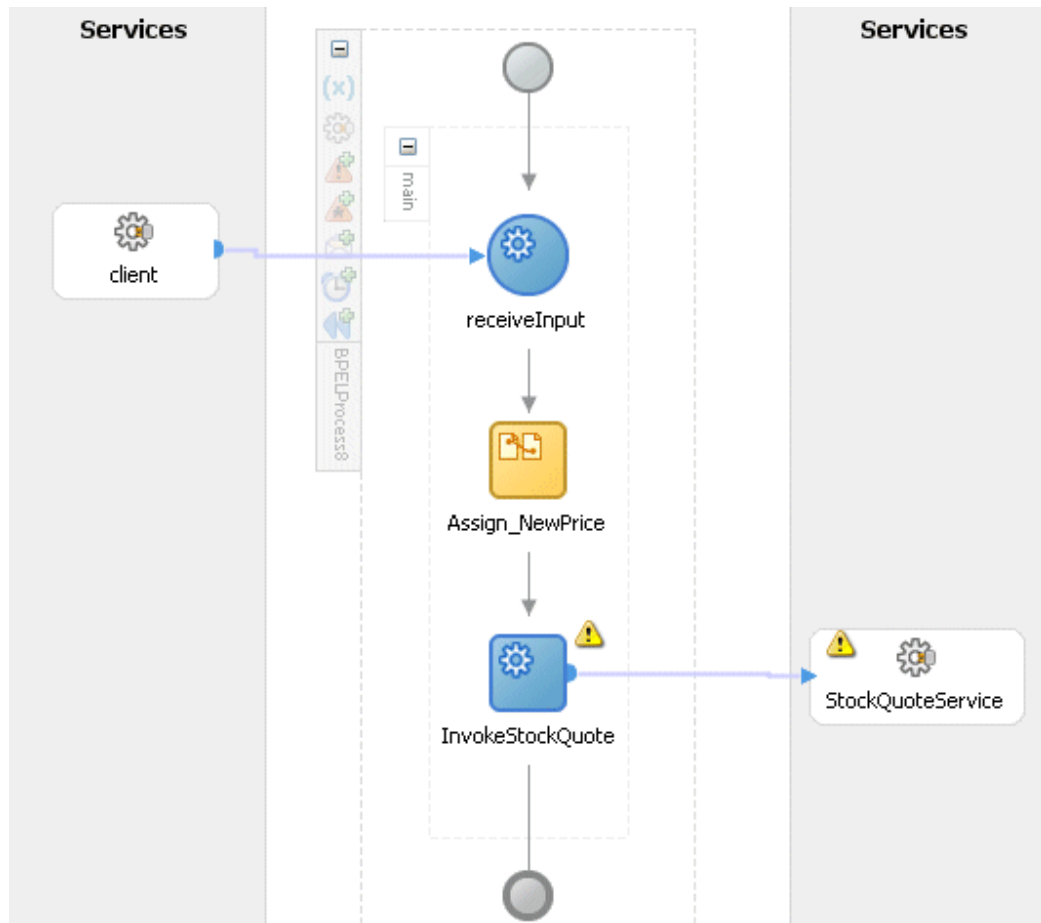 Services
Services
(x)
main
client
receiveInput
BPELProcess8
Assign_NewPrice
InvokeStockQuote
StockQuoteService